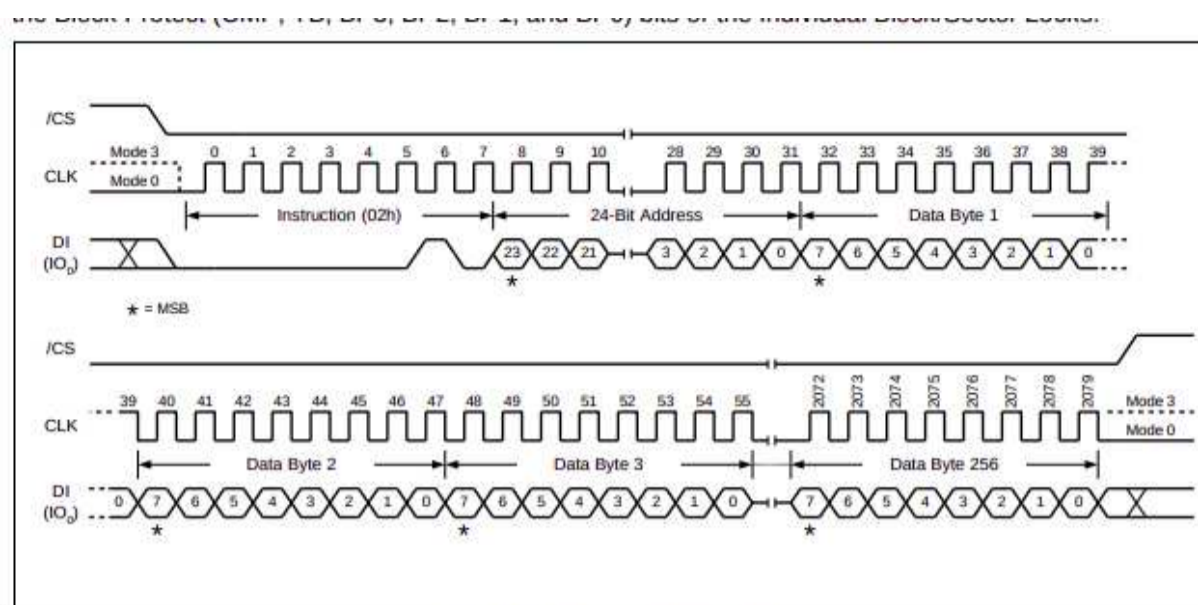 /CS
Mode 3 0 1 2 3 4 5 6 7 8 9 10 28 29 30 31 32 33 34 35 36 37 38 39
CLK Mode 0
Instruction (02h) 24-Bit Address Data Byte 1
DI
(IO₀) 23 22 21 3 2 1 0 7 6 5 4 3 2 1 0
* *
* = MSB
/CS
39 40 41 42 43 44 45 46 47 48 49 50 51 52 53 54 55 2072 2073 2074 2075 2076 2077 2078 2079 Mode 3
CLK Mode 0
Data Byte 2 Data Byte 3 Data Byte 256
DI
(IO₀) 0 7 6 5 4 3 2 1 0 7 6 5 4 3 2 1 0 7 6 5 4 3 2 1 0
* * *